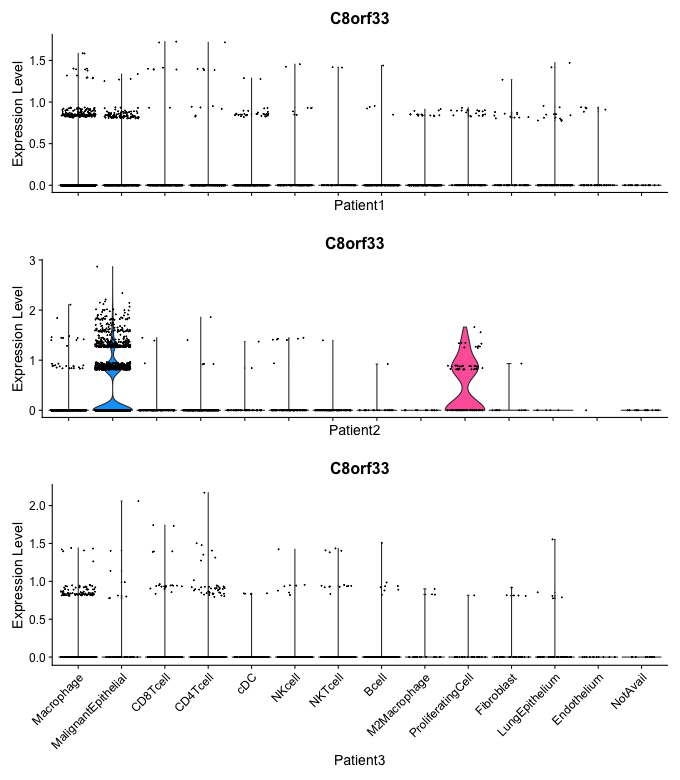 C8orf33
Expression Level
1.5
1.0
0.5
0.0
Patient1
C8orf33
Expression Level
3
2
1
0
Patient2
C8orf33
Expression Level
2.0
1.5
1.0
0.5
0.0
Macrophage
MalignantEpithelial
CD8Tcell
CD4Tcell
cDC
NKcell
NKTcell
Bcell
M2Macrophage
ProliferatingCell
Fibroblast
LungEpithelium
Endothelium
NotAvail
Patient3